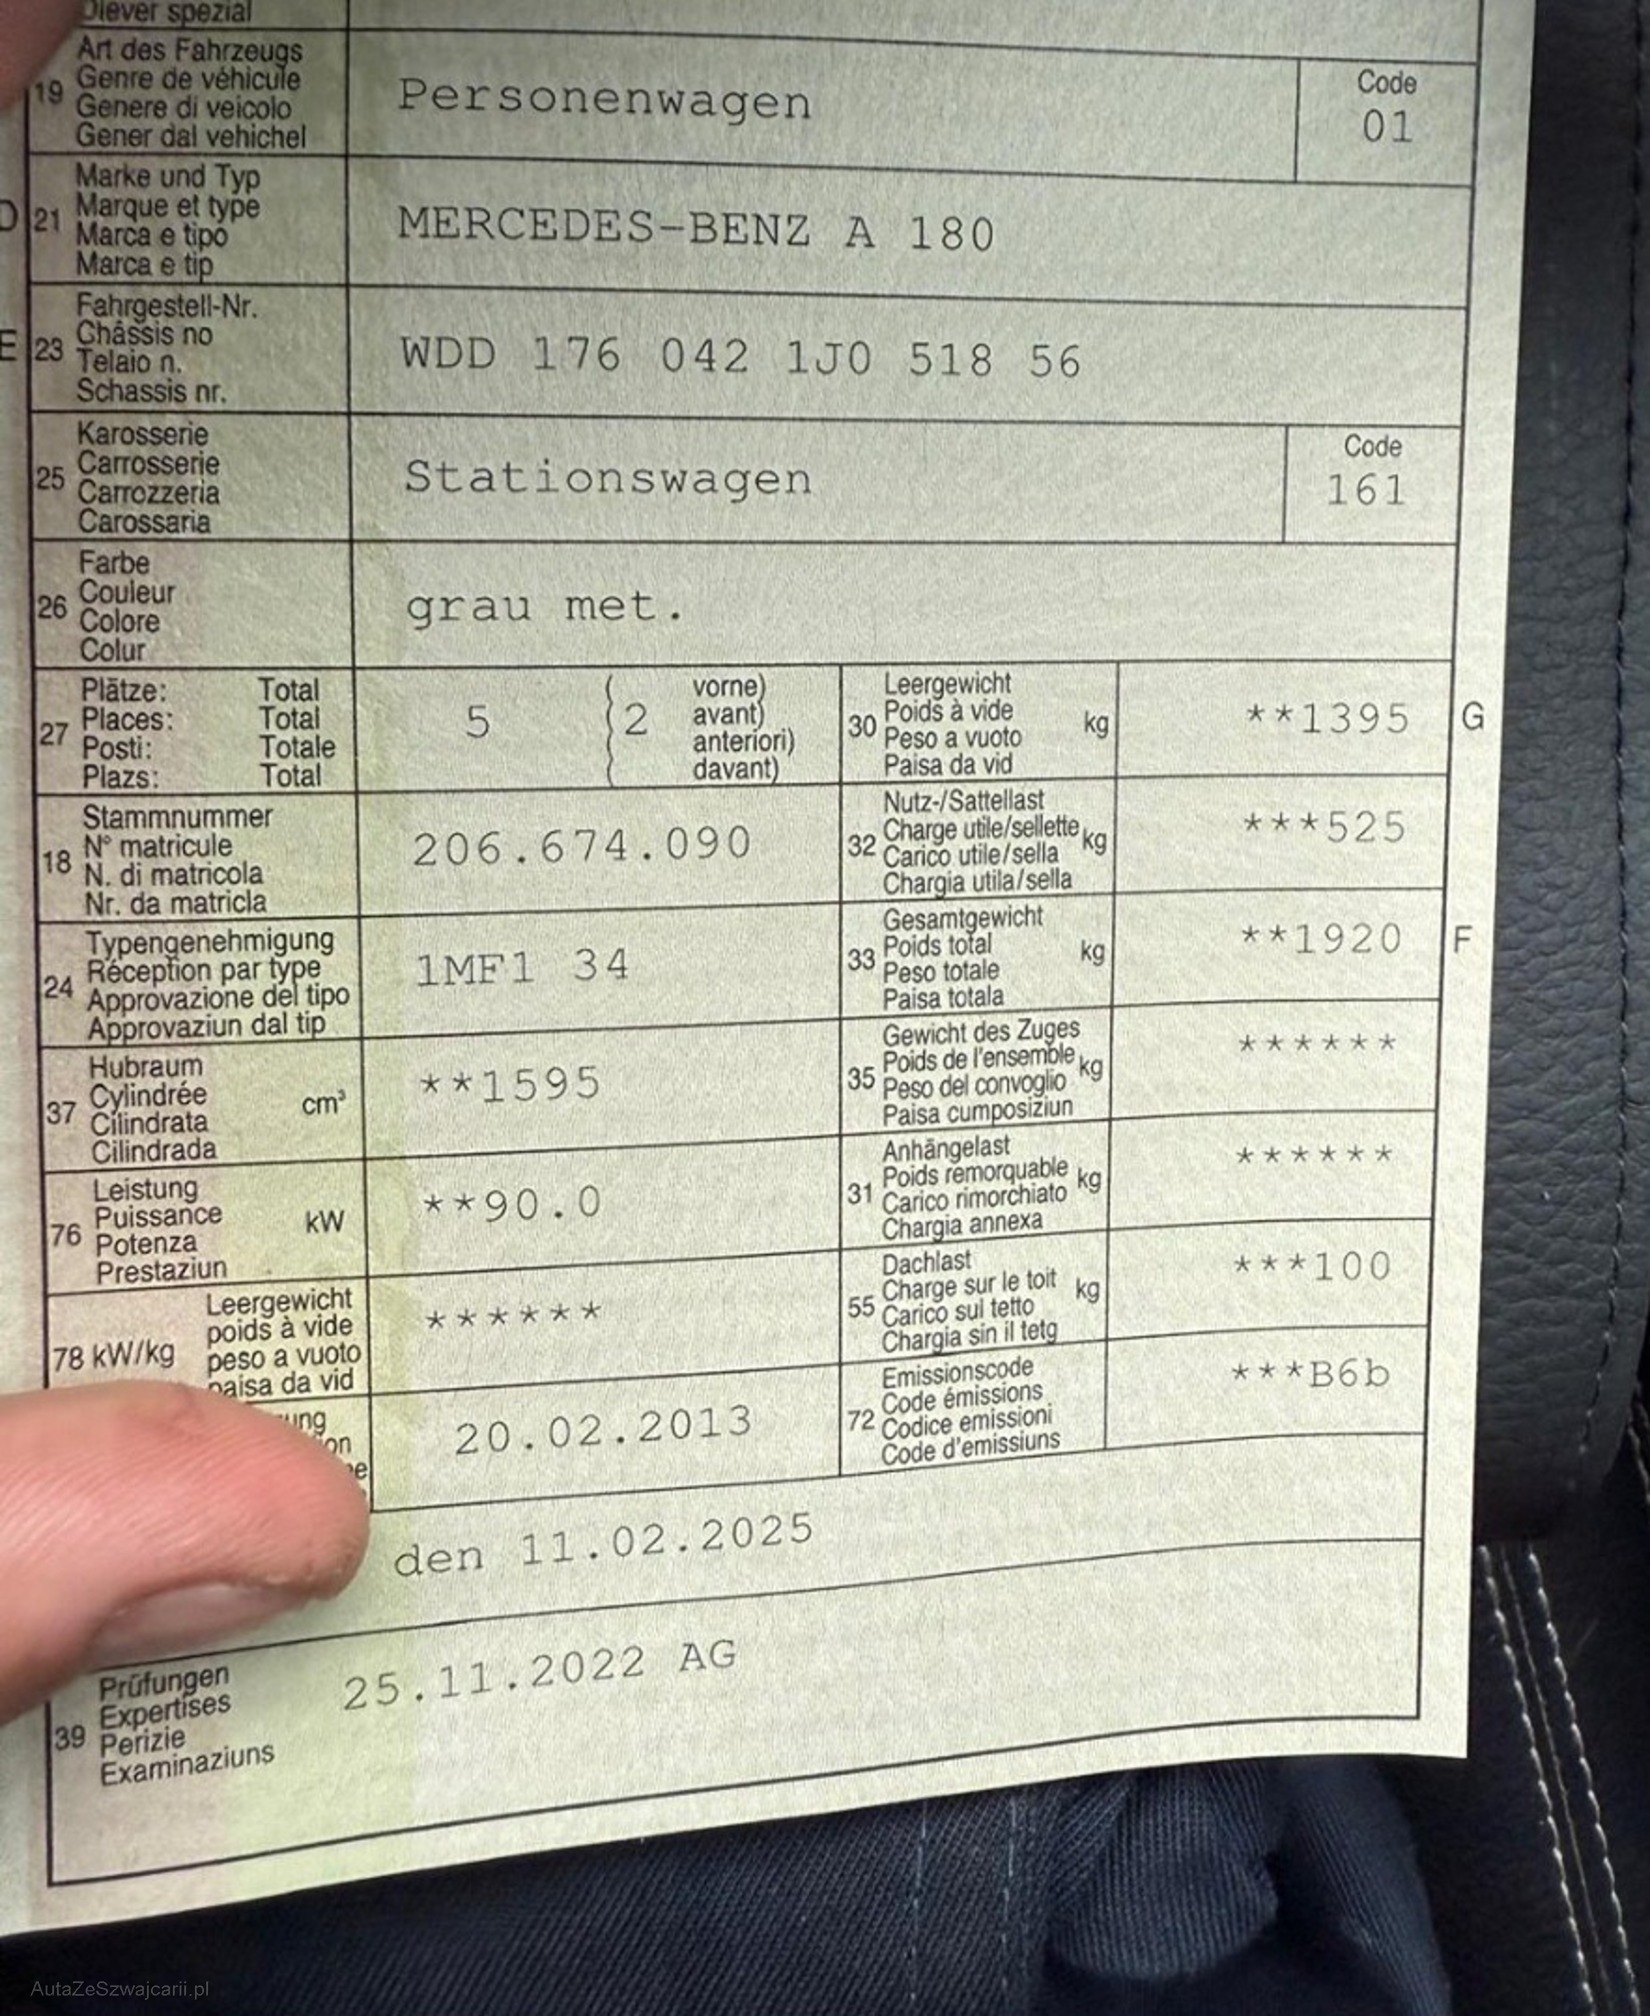 Diever spezial
19
Art des Fahrzeugs
Genre de véhicule
Genere di veicolo
Gener dal vehichel
Personenwagen
Code
01
D
21
Marke und Typ
Marque et type
Marca e tipo
Marca e tip
MERCEDES-BENZ A 180
E
23
Fahrgestell-Nr.
Châssis no
Telaio n.
Schassis nr.
WDD 176 042 1J0 518 56
25
Karosserie
Carrosserie
Carrozzeria
Carossaria
Stationswagen
Code
161
26
Farbe
Couleur
Colore
Colur
grau met.
27
Plätze: Total
Places: Total
Posti: Totale
Plazs: Total
5
( 2
vorne)
avant)
anteriori)
davant)
30
Leergewicht
Poids à vide
Peso a vuoto
Paisa da vid
kg
**1395
G
18
Stammnummer
N° matricule
N. di matricola
Nr. da matricla
206.674.090
32
Nutz-/Sattellast
Charge utile/sellette
Carico utile/sella
Chargia utila/sella
kg
***525
24
Typengenehmigung
Réception par type
Approvazione del tipo
Approvaziun dal tip
1MF1 34
33
Gesamtgewicht
Poids total
Peso totale
Paisa totala
kg
**1920
F
37
Hubraum
Cylindrée
Cilindrata
Cilindrada
cm³
**1595
35
Gewicht des Zuges
Poids de l'ensemble
Peso del convoglio
Paisa cumposiziun
kg
******
76
Leistung
Puissance
Potenza
Prestaziun
kW
**90.0
31
Anhängelast
Poids remorquable
Carico rimorchiato
Chargia annexa
kg
******
78 kW/kg
Leergewicht
poids à vide
peso a vuoto
paisa da vid
******
55
Dachlast
Charge sur le toit
Carico sul tetto
Chargia sin il tetg
kg
***100
ung
on
e
20.02.2013
72
Emissionscode
Code émissions
Codice emissioni
Code d'emissiuns
***B6b
den 11.02.2025
39
Prüfungen
Expertises
Perizie
Examinaziuns
25.11.2022 AG
AutaZeSzwajcarii.pl